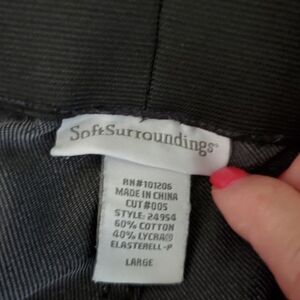 SoftSurroundings®
RN#101206
MADE IN CHINA
CUT#005
STYLE: 24954
60% COTTON
40% LYCRA®
ELASTERELL-P
LARGE